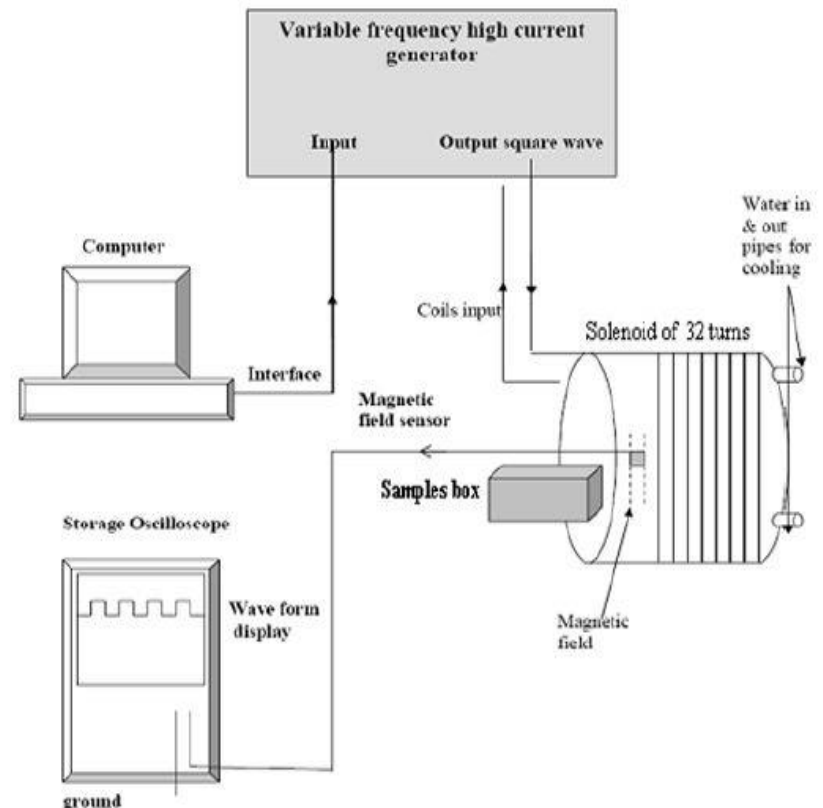 Variable frequency high current
generator
Input
Output square wave
Water in
& out
pipes for
cooling
Computer
Coils input
Solenoid of 32 turns
Interface
Magnetic
field sensor
Samples box
Storage Oscilloscope
Wave form
display
Magnetic
field
ground